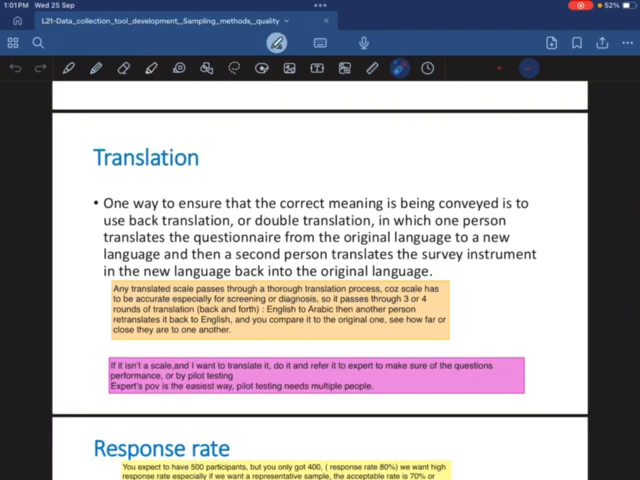 1:01PM Wed 25 Sep
52%
L21-Data_collection_tool_development,_Sampling_methods,_quality
Translation
• One way to ensure that the correct meaning is being conveyed is to
use back translation, or double translation, in which one person
translates the questionnaire from the original language to a new
language and then a second person translates the survey instrument
in the new language back into the original language.
Any translated scale passes through a thorough translation process, coz scale has
to be accurate especially for screening or diagnosis, so it passes through 3 or 4
rounds of translation (back and forth) : English to Arabic then another person
retranslates it back to English, and you compare it to the original one, see how far or
close they are to one another.
If it isn't a scale,and I want to translate it, do it and refer it to expert to make sure of the questions
performance, or by pilot testing
Expert's pov is the easiest way, pilot testing needs multiple people.
Response rate
You expect to have 500 participants, but you only got 400, ( response rate 80%) we want high
response rate especially if we want a representative sample, the acceptable rate is 70% or